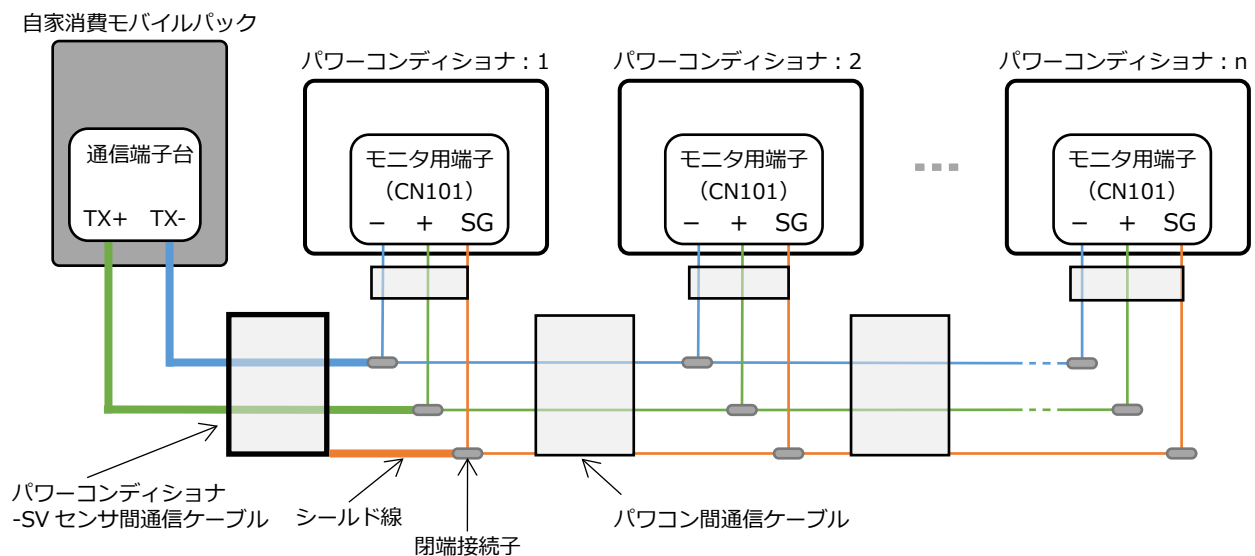 自家消費モバイルパック
パワーコンディショナ：1
パワーコンディショナ：2
パワーコンディショナ：n
通信端子台
TX+ TX-
モニタ用端子
（CN101）
− + SG
モニタ用端子
（CN101）
− + SG
モニタ用端子
（CN101）
− + SG
パワーコンディショナ
-SV センサ間通信ケーブル
シールド線
閉端接続子
パワコン間通信ケーブル